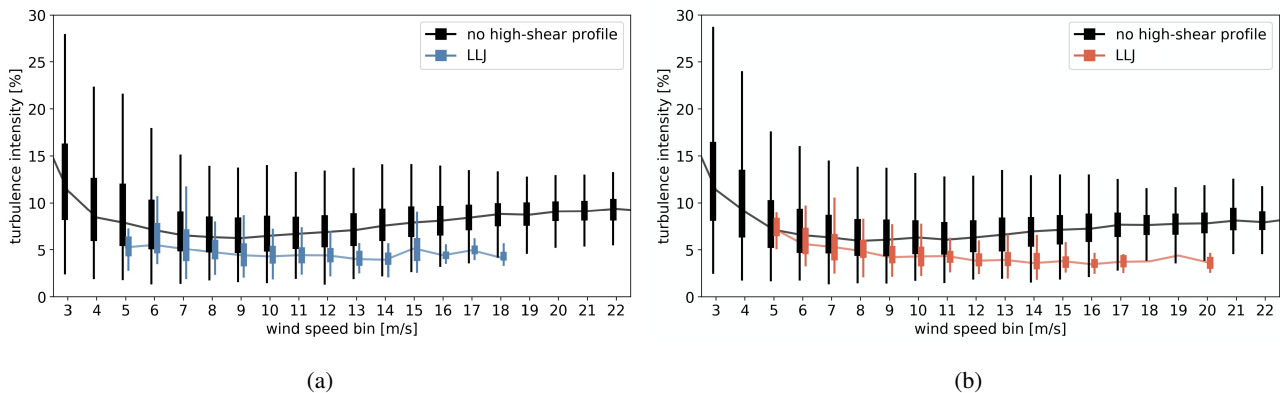 30
25
20
15
10
5
0
turbulence intensity [%]
no high-shear profile
LLJ
3 4 5 6 7 8 9 10 11 12 13 14 15 16 17 18 19 20 21 22
wind speed bin [m/s]
(a)
30
25
20
15
10
5
0
turbulence intensity [%]
no high-shear profile
LLJ
3 4 5 6 7 8 9 10 11 12 13 14 15 16 17 18 19 20 21 22
wind speed bin [m/s]
(b)